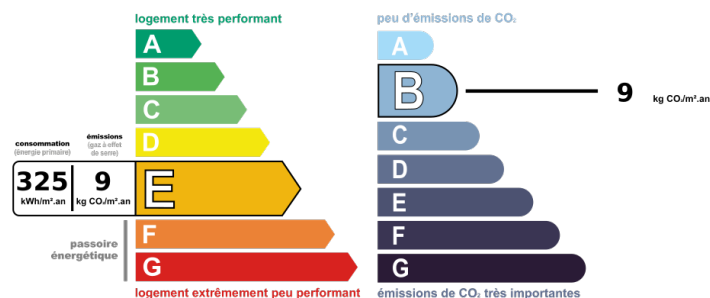 logement très performant
A
B
C
D
consommation
(énergie primaire)
émissions
(gaz à effet
de serre)
325
kWh/m².an
9
kg CO₂/m².an
E
F
G
passoire
énergétique
logement extrêmement peu performant
peu d'émissions de CO₂
A
B
9
kg CO₂/m².an
C
D
E
F
G
émissions de CO₂ très importantes